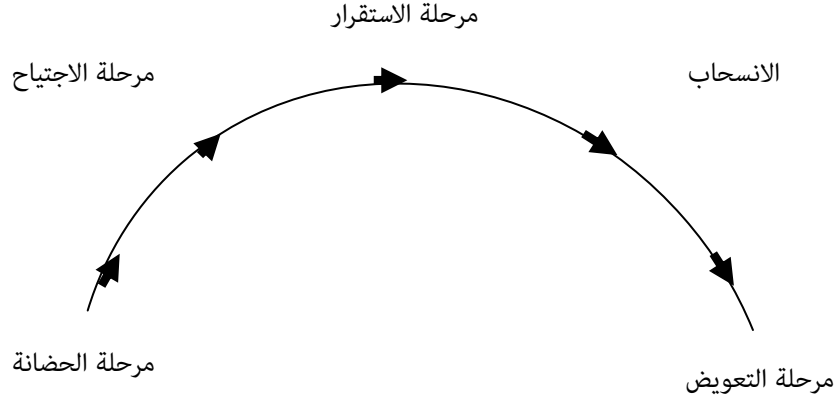 مرحلة الاستقرار
مرحلة الاجتياح
الانسحاب
مرحلة الحضانة
مرحلة التعويض